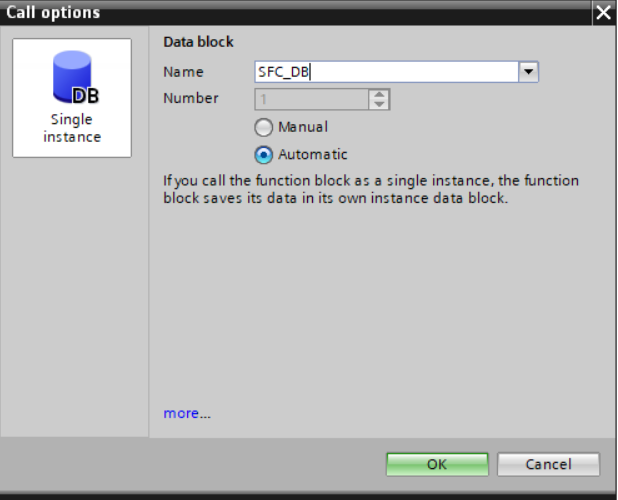 Call options
DB
Single
instance
Data block
Name
SFC_DB
Number
1
Manual
Automatic
If you call the function block as a single instance, the function
block saves its data in its own instance data block.
more...
OK
Cancel